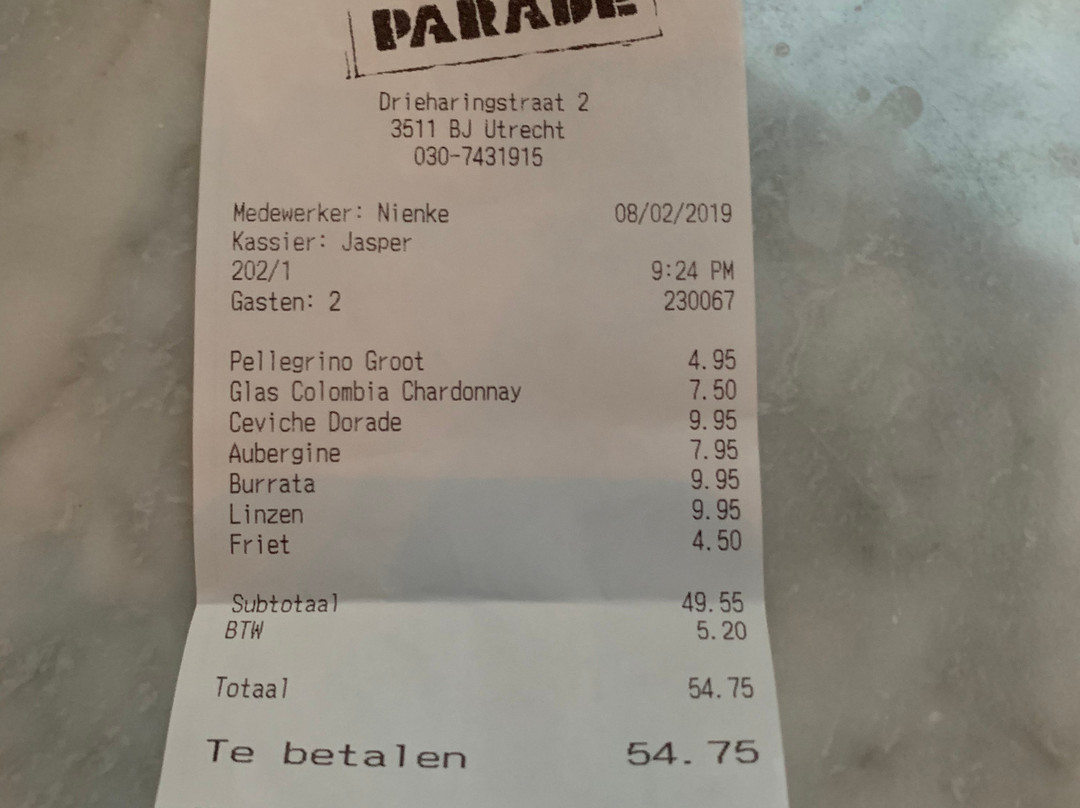 PARADE
Drieharingstraat 2
3511 BJ Utrecht
030-7431915
Medewerker: Nienke 08/02/2019
Kassier: Jasper
202/1 9:24 PM
Gasten: 2 230067
Pellegrino Groot 4.95
Glas Colombia Chardonnay 7.50
Ceviche Dorade 9.95
Aubergine 7.95
Burrata 9.95
Linzen 9.95
Friet 4.50
Subtotaal 49.55
BTW 5.20
Totaal 54.75
Te betalen 54.75